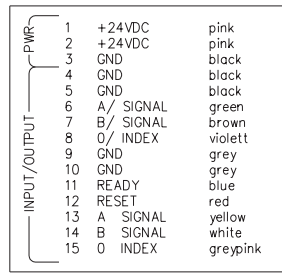 PWR
INPUT/OUTPUT
1 +24VDC pink
2 +24VDC pink
3 GND black
4 GND black
5 GND black
6 A/ SIGNAL green
7 B/ SIGNAL brown
8 0/ INDEX violett
9 GND grey
10 GND grey
11 READY blue
12 RESET red
13 A SIGNAL yellow
14 B SIGNAL white
15 0 INDEX greypink